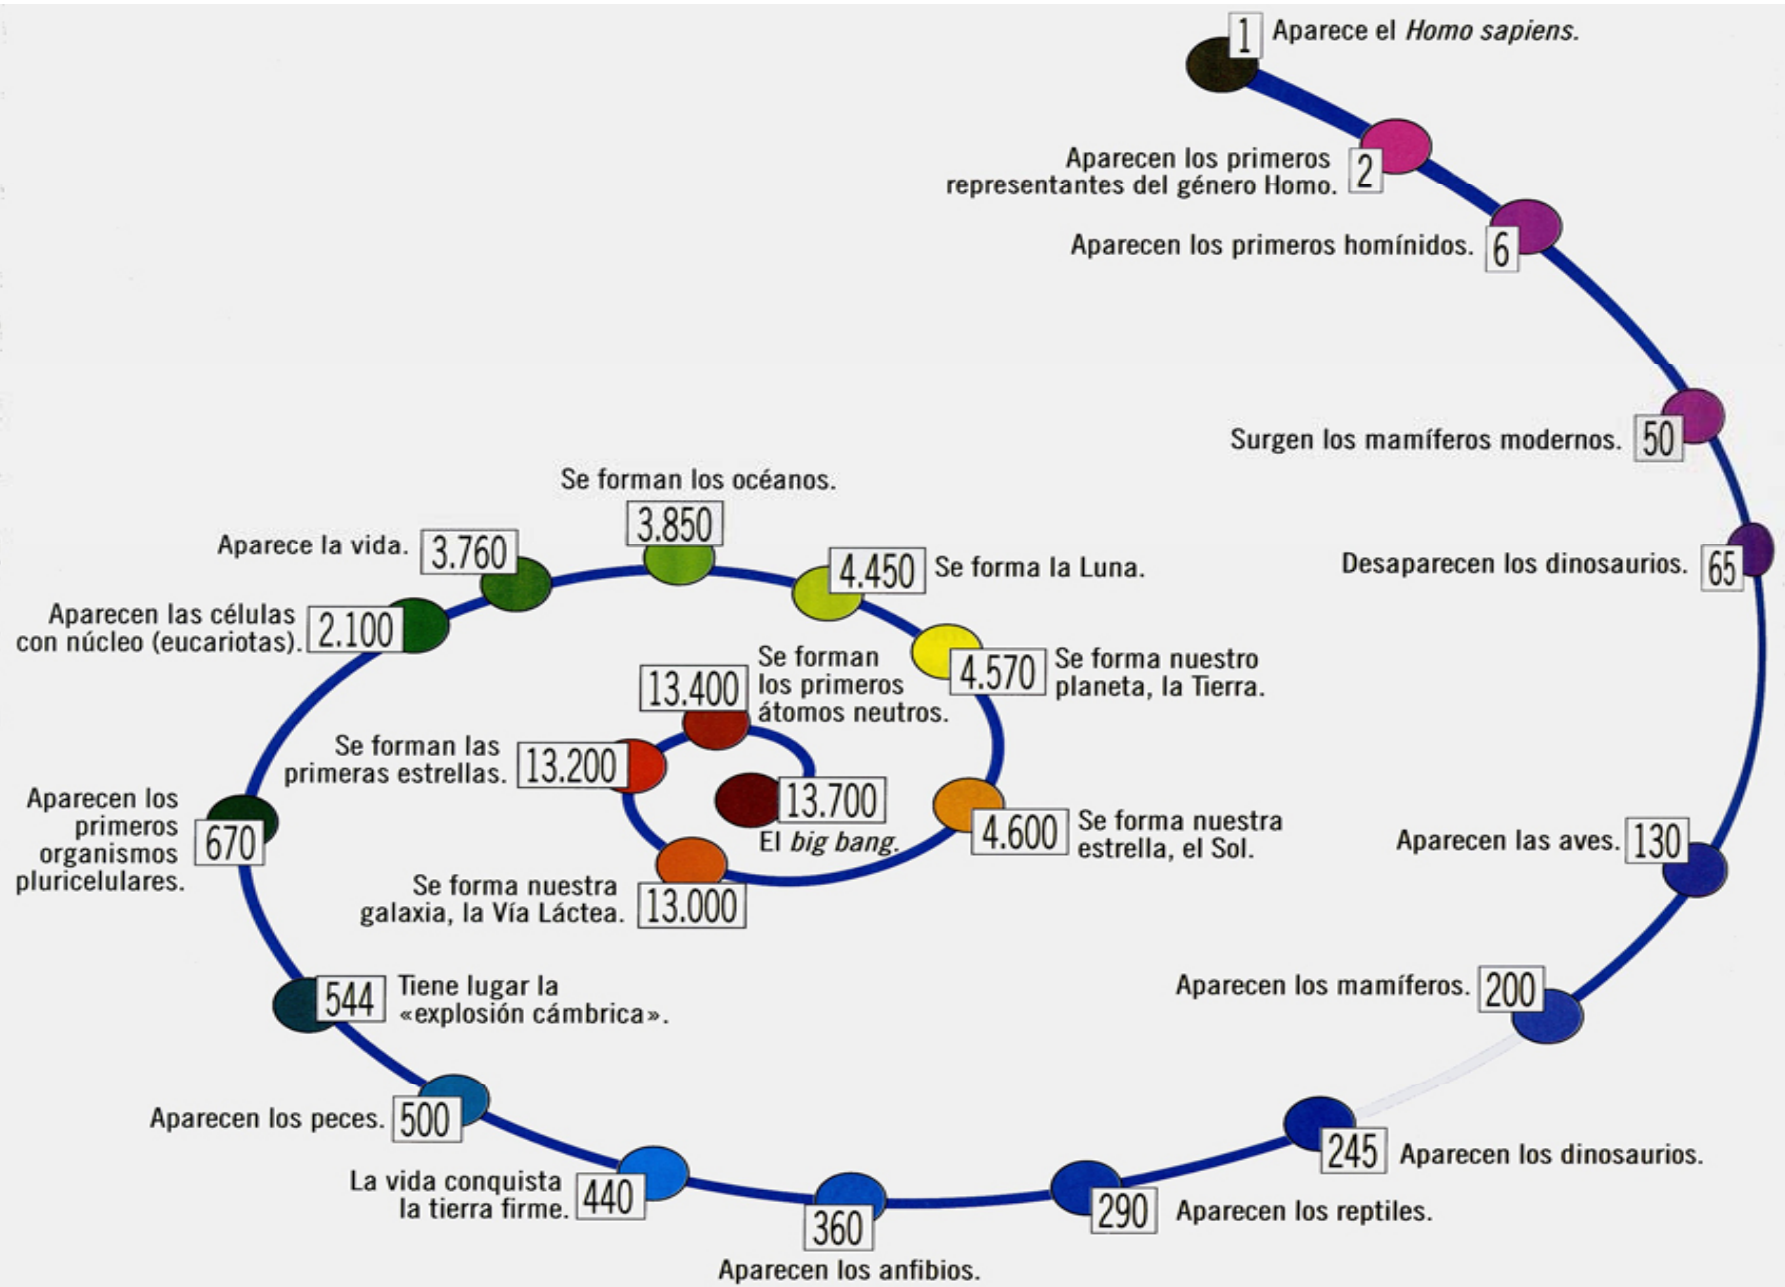 1
Aparece el Homo sapiens.
Aparecen los primeros
representantes del género Homo.
2
Aparecen los primeros homínidos.
6
Surgen los mamíferos modernos.
50
Desaparecen los dinosaurios.
65
Aparecen las aves.
130
Aparecen los mamíferos.
200
245
Aparecen los dinosaurios.
290
Aparecen los reptiles.
360
Aparecen los anfibios.
La vida conquista
la tierra firme.
440
Aparecen los peces.
500
544
Tiene lugar la
«explosión cámbrica».
Aparecen los
primeros
organismos
pluricelulares.
670
Aparecen las células
con núcleo (eucariotas).
2.100
Aparece la vida.
3.760
Se forman los océanos.
3.850
4.450
Se forma la Luna.
4.570
Se forma nuestro
planeta, la Tierra.
4.600
Se forma nuestra
estrella, el Sol.
Se forma nuestra
galaxia, la Vía Láctea.
13.000
Se forman las
primeras estrellas.
13.200
13.400
Se forman
los primeros
átomos neutros.
13.700
El big bang.